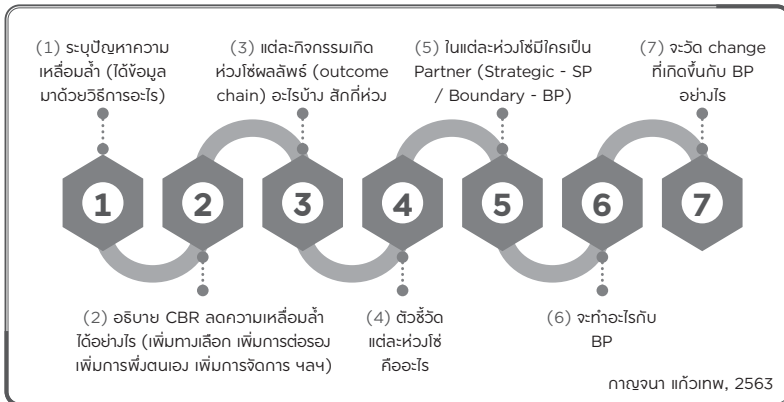 (1) ระบุปัญหาความ
เหลื่อมล้ำ (ได้ข้อมูล
มาด้วยวิธีการอะไร)
(3) แต่ละกิจกรรมเกิด
ห่วงโซ่ผลลัพธ์ (outcome
chain) อะไรบ้าง สักกี่ห่วง
(5) ในแต่ละห่วงโซ่มีใครเป็น
Partner (Strategic - SP
/ Boundary - BP)
(7) จะวัด change
ที่เกิดขึ้นกับ BP
อย่างไร
1 2 3 4 5 6 7
(2) อธิบาย CBR ลดความเหลื่อมล้ำ
ได้อย่างไร (เพิ่มทางเลือก เพิ่มการต่อรอง
เพิ่มการพึ่งตนเอง เพิ่มการจัดการ ฯลฯ)
(4) ตัวชี้วัด
แต่ละห่วงโซ่
คืออะไร
(6) จะทำอะไรกับ
BP
กาญจนา แก้วเทพ, 2563